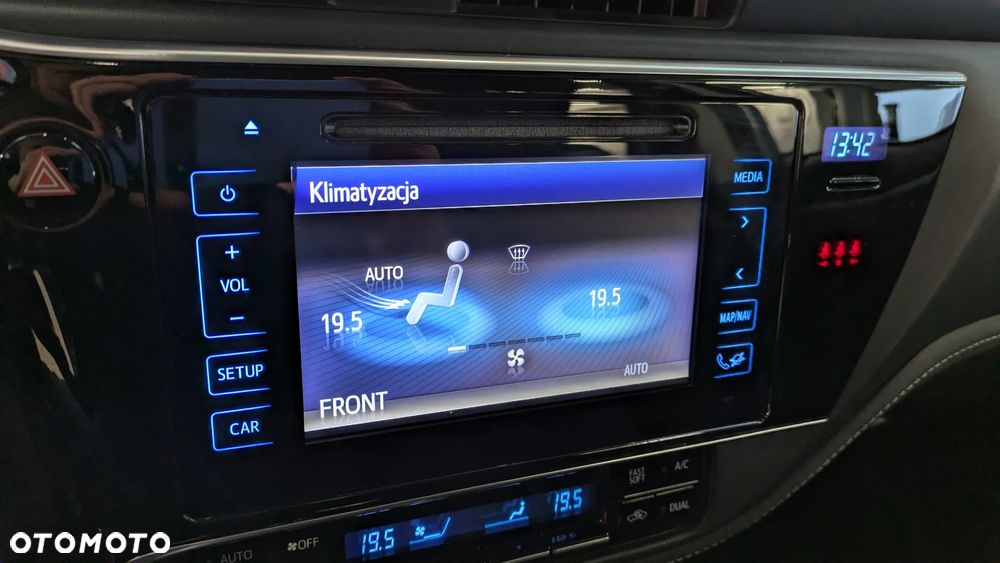 13:42
MEDIA
Klimatyzacja
+
VOL
-
AUTO
19.5
19.5
MAP/NAV
SETUP
AUTO
FRONT
CAR
A/C
FAST
SOFT
DUAL
19.5
19.5
OFF
AUTO
OTOMOTO